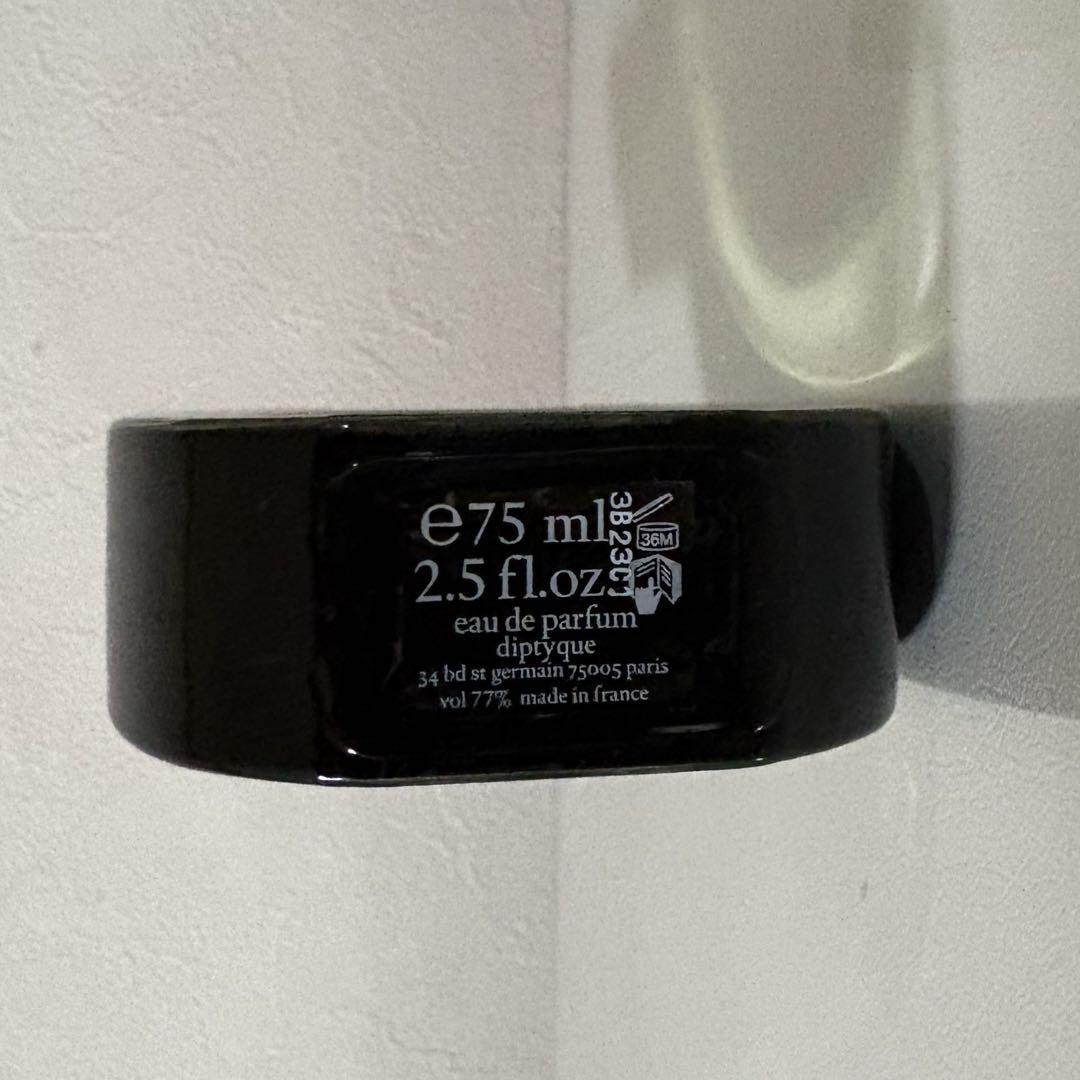 e75 ml
2.5 fl.oz
eau de parfum
diptyque
34 bd st germain 75005 paris
vol 77% made in france
36M